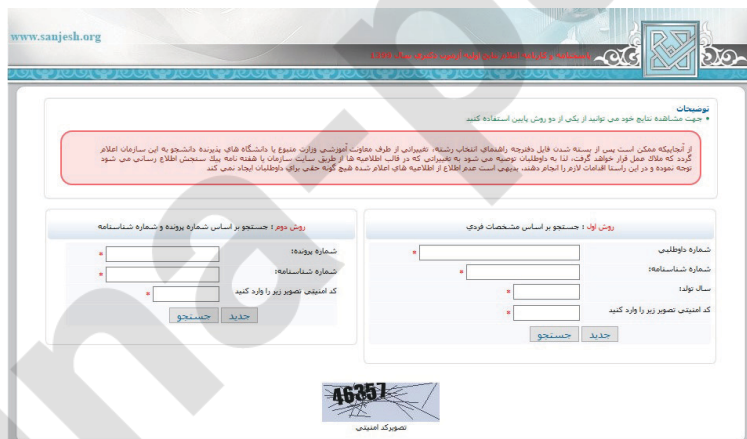 www.sanjesh.org
توضیحات
• جهت مشاهده نتایج خود می توانید از یکی از دو روش پایین استفاده کنید
از آنجاییکه ممکن است پس از بسته شدن فایل دفترچه راهنمای انتخاب رشته، تغییراتی از طرف معاونت آموزشی وزارت متبوع یا دانشگاه های پذیرنده دانشجو به این سازمان اعلام
گردد که ملاک عمل قرار خواهد گرفت، لذا به داوطلبان توصیه می شود به تغییراتی که در قالب اطلاعیه ها از طریق سایت سازمان یا هفته نامه پیک سنجش اطلاع رسانی می شود
توجه نموده و در این راستا اقدامات لازم را انجام دهند، بدیهی است عدم اطلاع از اطلاعیه های اعلام شده هیچ گونه حقی برای داوطلبان ایجاد نمی کند
روش اول : جستجو بر اساس مشخصات فردي
شماره داوطلبی *
شماره شناسنامه: *
سال تولد: *
کد امنیتی تصویر زیر را وارد کنید *
جدید جستجو
روش دوم : جستجو بر اساس شماره پرونده و شماره شناسنامه
شماره پرونده: *
شماره شناسنامه: *
کد امنیتی تصویر زیر را وارد کنید *
جدید جستجو
46357
تصویرکد امنیتی